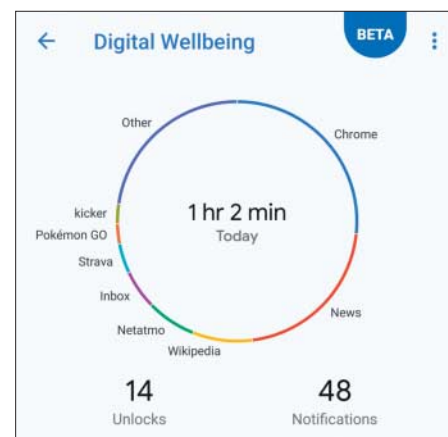 Digital Wellbeing
BETA
Other
Chrome
kicker
Pokémon GO
Strava
Inbox
Netatmo
Wikipedia
News
1 hr 2 min
Today
14
48
Unlocks
Notifications